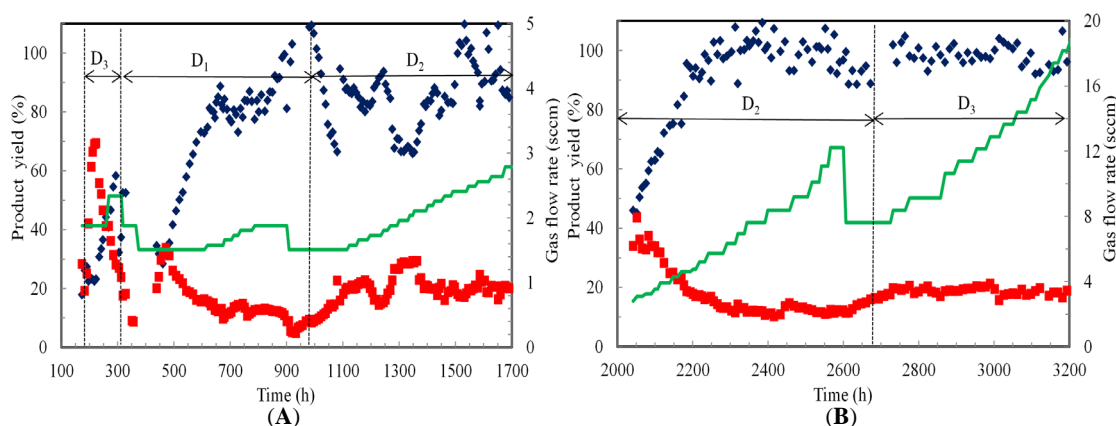 100
80
60
40
20
0
Product yield (%)
5
4
3
2
1
0
Gas flow rate (sccm)
D3
D1
D2
100 300 500 700 900 1100 1300 1500 1700
Time (h)
(A)
100
80
60
40
20
0
Product yield (%)
20
16
12
8
4
0
Gas flow rate (sccm)
D2
D3
2000 2200 2400 2600 2800 3000 3200
Time (h)
(B)